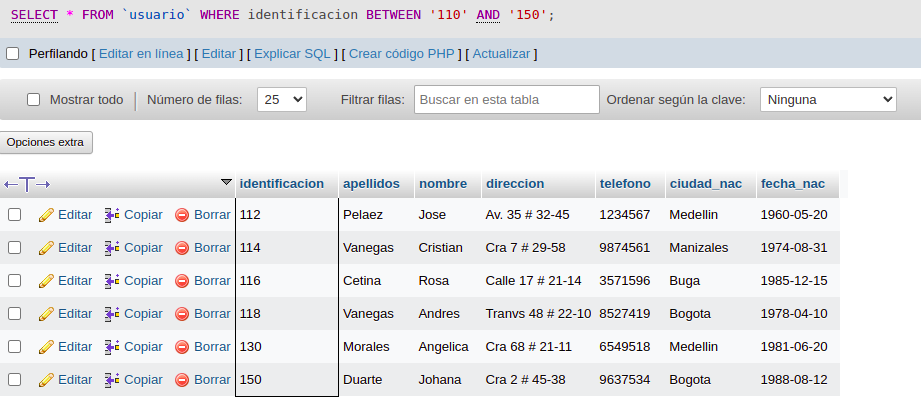 SELECT * FROM `usuario` WHERE identificacion BETWEEN '110' AND '150';
Perfilando [ Editar en línea ] [ Editar ] [ Explicar SQL ] [ Crear código PHP ] [ Actualizar ]
Mostrar todo Número de filas: 25 Filtrar filas: Buscar en esta tabla Ordenar según la clave: Ninguna
Opciones extra
identificacion apellidos nombre direccion telefono ciudad_nac fecha_nac
Editar Copiar Borrar 112 Pelaez Jose Av. 35 # 32-45 1234567 Medellin 1960-05-20
Editar Copiar Borrar 114 Vanegas Cristian Cra 7 # 29-58 9874561 Manizales 1974-08-31
Editar Copiar Borrar 116 Cetina Rosa Calle 17 # 21-14 3571596 Buga 1985-12-15
Editar Copiar Borrar 118 Vanegas Andres Tranvs 48 # 22-10 8527419 Bogota 1978-04-10
Editar Copiar Borrar 130 Morales Angelica Cra 68 # 21-11 6549518 Medellin 1981-06-20
Editar Copiar Borrar 150 Duarte Johana Cra 2 # 45-38 9637534 Bogota 1988-08-12